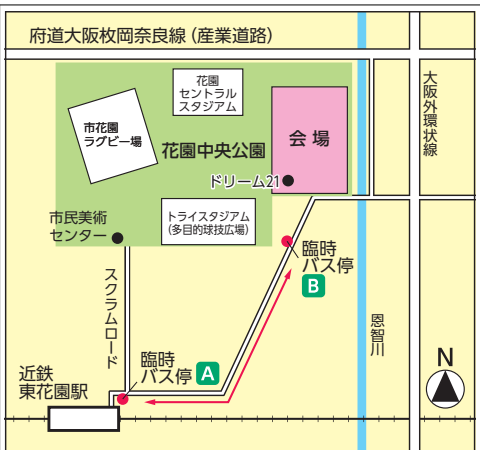 府道大阪枚岡奈良線（産業道路）
花園
セントラル
スタジアム
大阪外環状線
市花園
ラグビー場
花園中央公園
会場
ドリーム21
市民美術
センター
トライスタジアム
（多目的球技広場）
臨時
バス停
B
スクラムロード
恩智川
臨時
バス停 A
近鉄
東花園駅
N